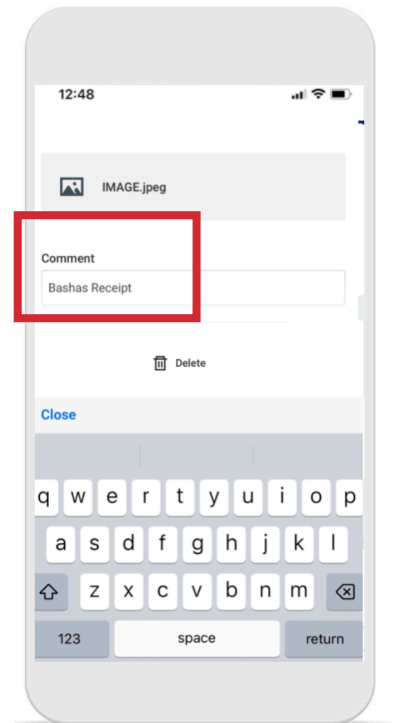 12:48
IMAGE.jpeg
Comment
Bashas Receipt
Delete
Close
q w e r t y u i o p
a s d f g h j k l
z x c v b n m
123 space return